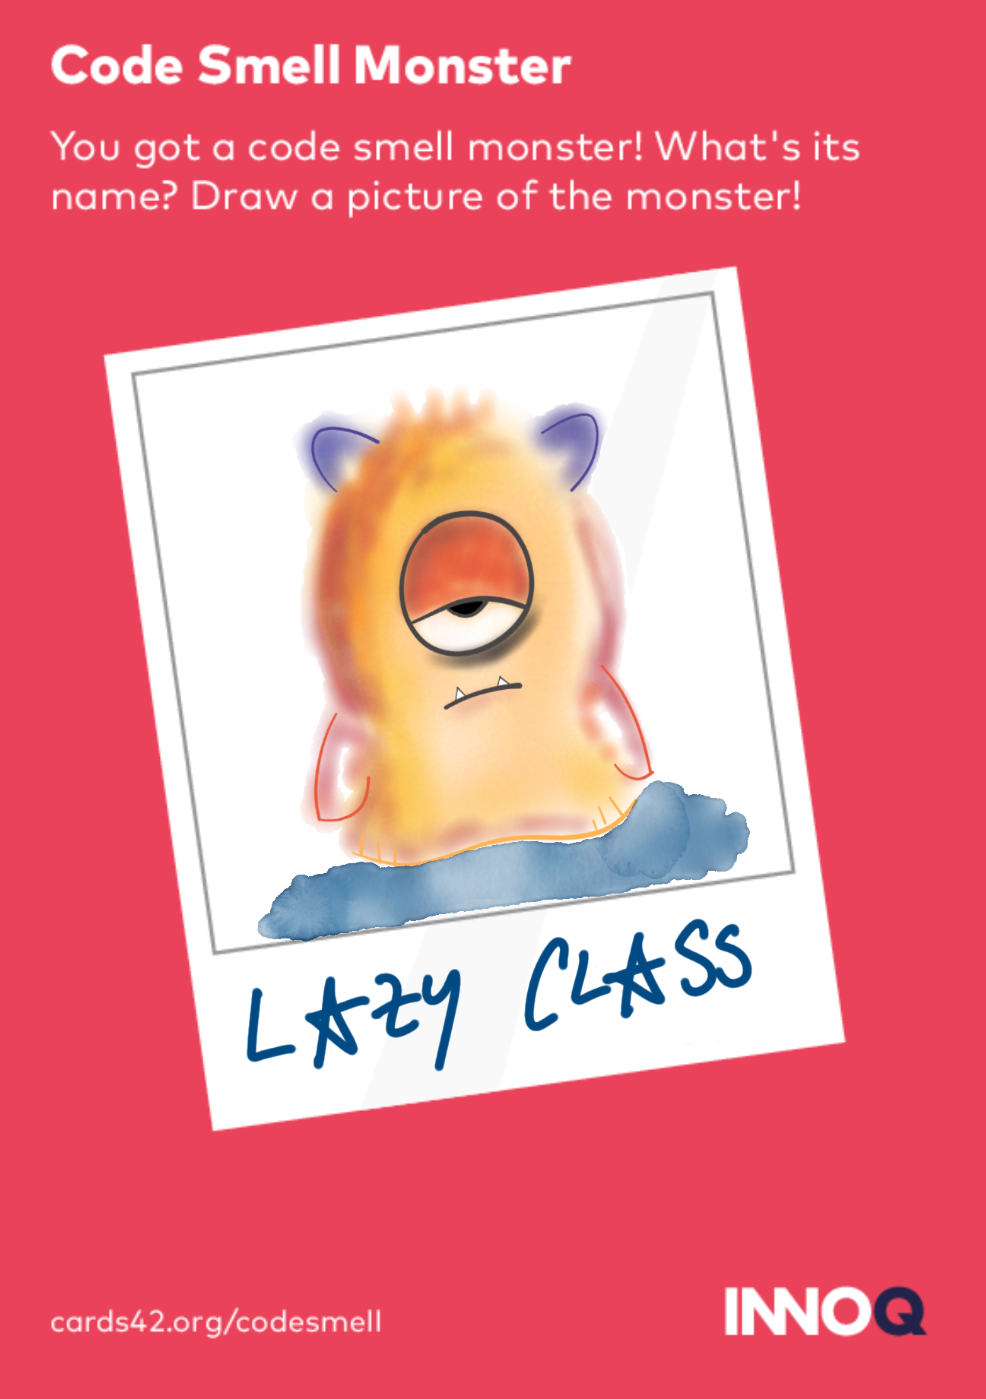 Code Smell Monster
You got a code smell monster! What's its
name? Draw a picture of the monster!
LAZY CLASS
cards42.org/codesmell
INNOQ